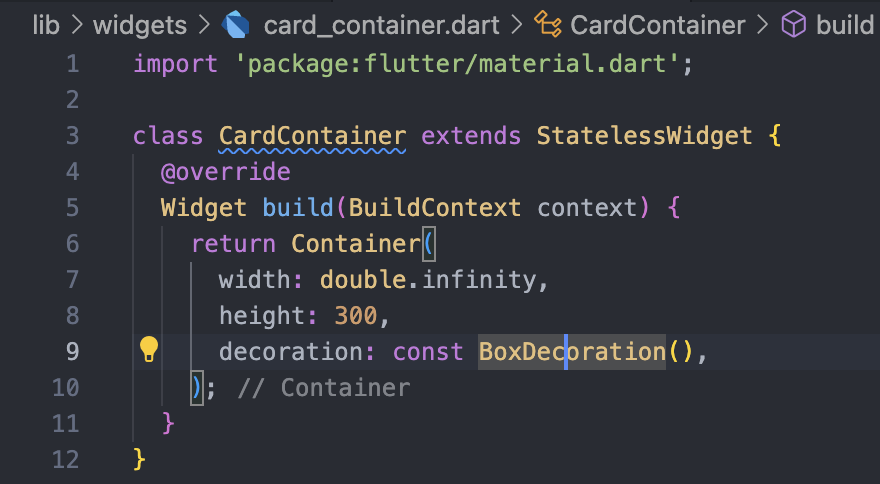 lib > widgets > card_container.dart > CardContainer > build
1 import 'package:flutter/material.dart';
2
3 class CardContainer extends StatelessWidget {
4 @override
5 Widget build(BuildContext context) {
6 return Container(
7 width: double.infinity,
8 height: 300,
9 decoration: const BoxDecoration(),
10 ); // Container
11 }
12 }